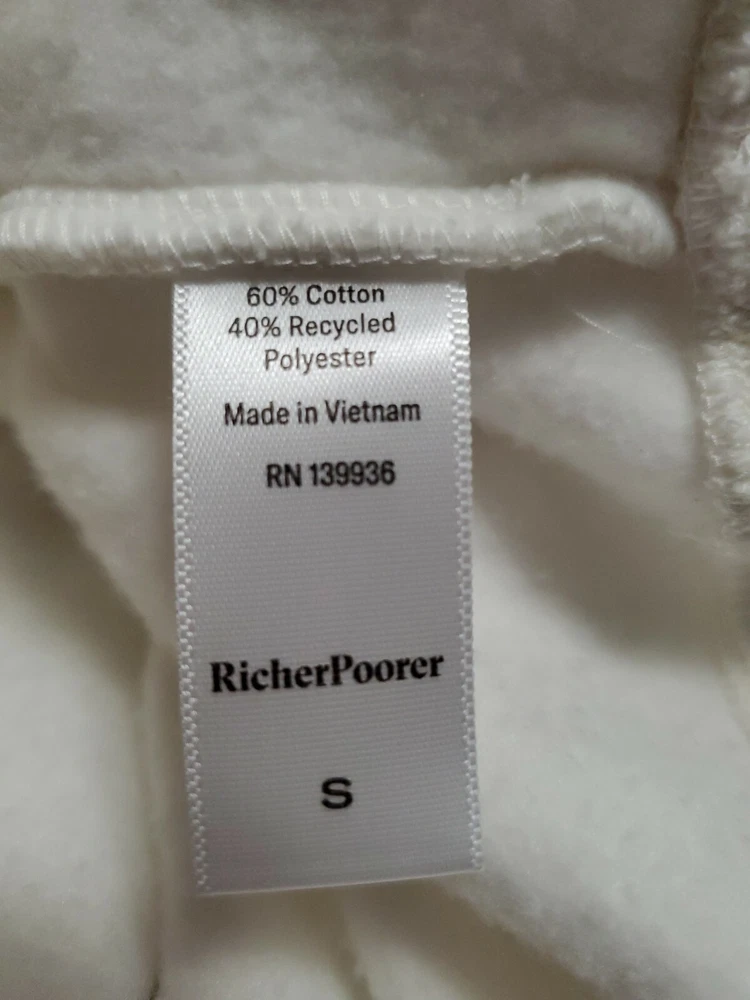 60% Cotton
40% Recycled
Polyester
Made in Vietnam
RN 139936
RicherPoorer
S